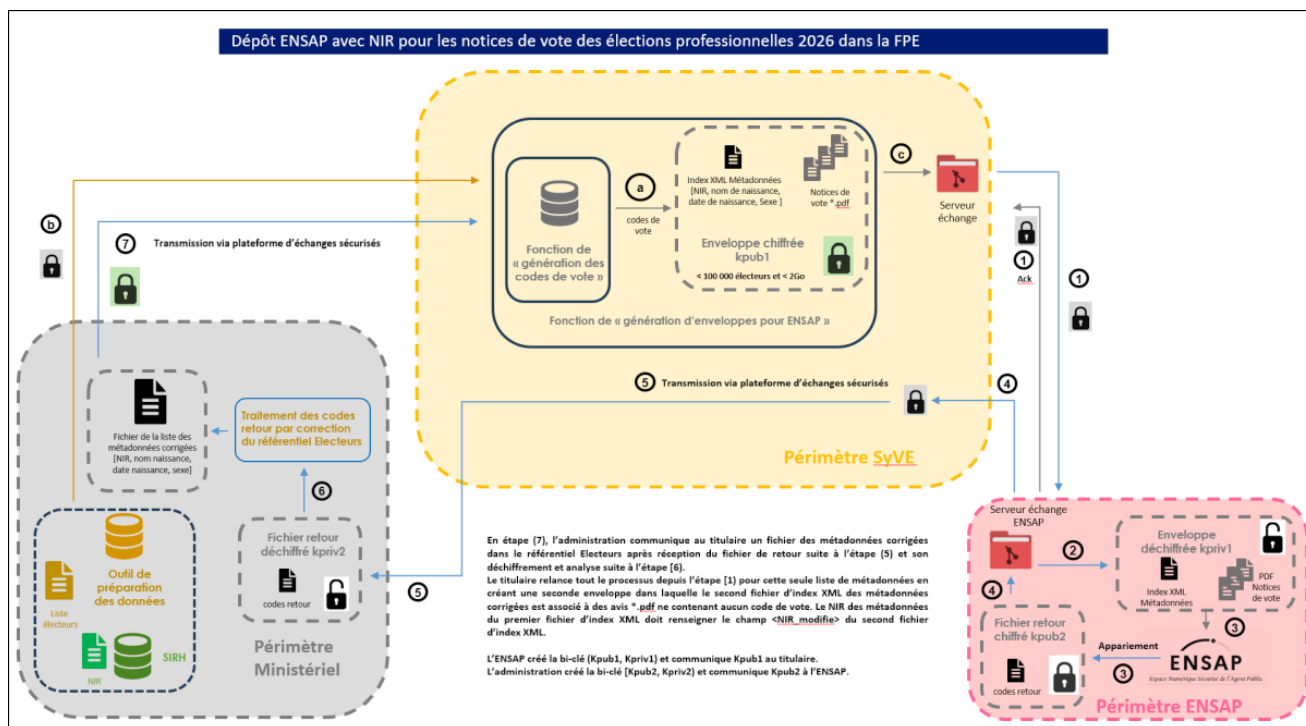 Dépôt ENSAP avec NIR pour les notices de vote des élections professionnelles 2026 dans la FPE
b
7
Transmission via plateforme d'échanges sécurisés
Fonction de
« génération des
codes de vote »
a
codes de
vote
Index XML Métadonnées
[NIR, nom de naissance,
date de naissance, Sexe ]
Notices de
vote *.pdf
Enveloppe chiffrée
kpub1
< 100 000 électeurs et < 2Go
Fonction de « génération d'enveloppes pour ENSAP »
c
Serveur
échange
1
Ack
1
5
Transmission via plateforme d'échanges sécurisés
4
Périmètre SyVE
Fichier de la liste des
métadonnées corrigées
[NIR, nom naissance,
date naissance, sexe]
Traitement des codes
retour par correction
du référentiel Electeurs
6
Fichier retour
déchiffré kpriv2
codes retour
5
Outil de
préparation
des données
Liste
électeurs
SIRH
NIR
Périmètre
Ministériel
En étape (7), l'administration communique au titulaire un fichier des métadonnées corrigées
dans le référentiel Electeurs après réception du fichier de retour suite à l'étape (5) et son
déchiffrement et analyse suite à l'étape [6].
Le titulaire relance tout le processus depuis l'étape [1) pour cette seule liste de métadonnées en
créant une seconde enveloppe dans laquelle le second fichier d'index XML des métadonnées
corrigées est associé à des avis *.pdf ne contenant aucun code de vote. Le NIR des métadonnées
du premier fichier d'index XML doit renseigner le champ <NIR_modifie> du second fichier
d'index XML.
L'ENSAP créé la bi-clé (Kpub1, Kpriv1) et communique Kpub1 au titulaire.
L'administration créé la bi-clé [Kpub2, Kpriv2) et communique Kpub2 à l'ENSAP.
Serveur échange
ENSAP
2
Enveloppe
déchiffrée kpriv1
Index XML
Métadonnées
PDF
Notices
de vote
4
3
Fichier retour
chiffré kpub2
codes retour
Appariement
3
ENSAP
Espace Numérique Sécurisé de l'Agent Public
Périmètre ENSAP